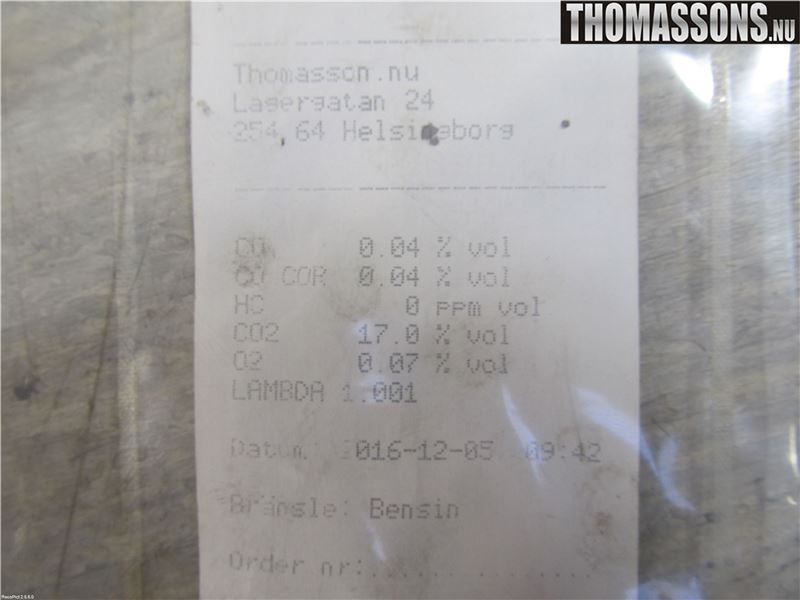 THOMASSONS.NU
Thomasson.nu
Lagergatan 24
254 64 Helsingborg
CO 0.04 % vol
CO COR 0.04 % vol
HC 0 ppm vol
CO2 17.0 % vol
O2 0.07 % vol
LAMBDA 1.001
Datum: 2016-12-05 09:42
Bränsle: Bensin
Order nr:..... .. ... ....